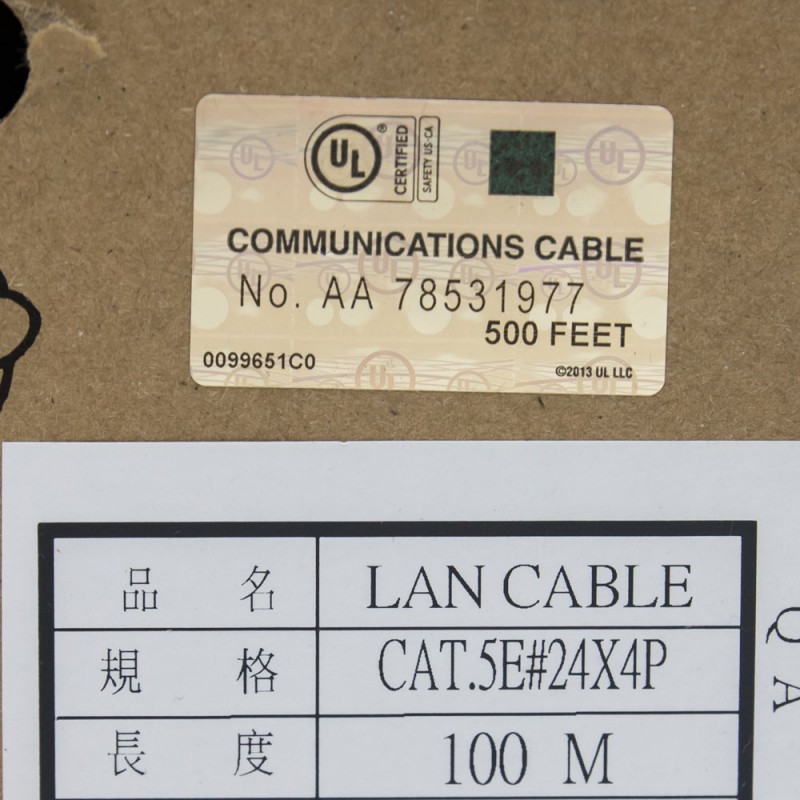 UL ® CERTIFIED SAFETY US-CA
COMMUNICATIONS CABLE
No. AA 78531977
500 FEET
0099651C0
©2013 UL LLC
品 名 LAN CABLE
規 格 CAT.5E#24X4P
長 度 100 M
Q A